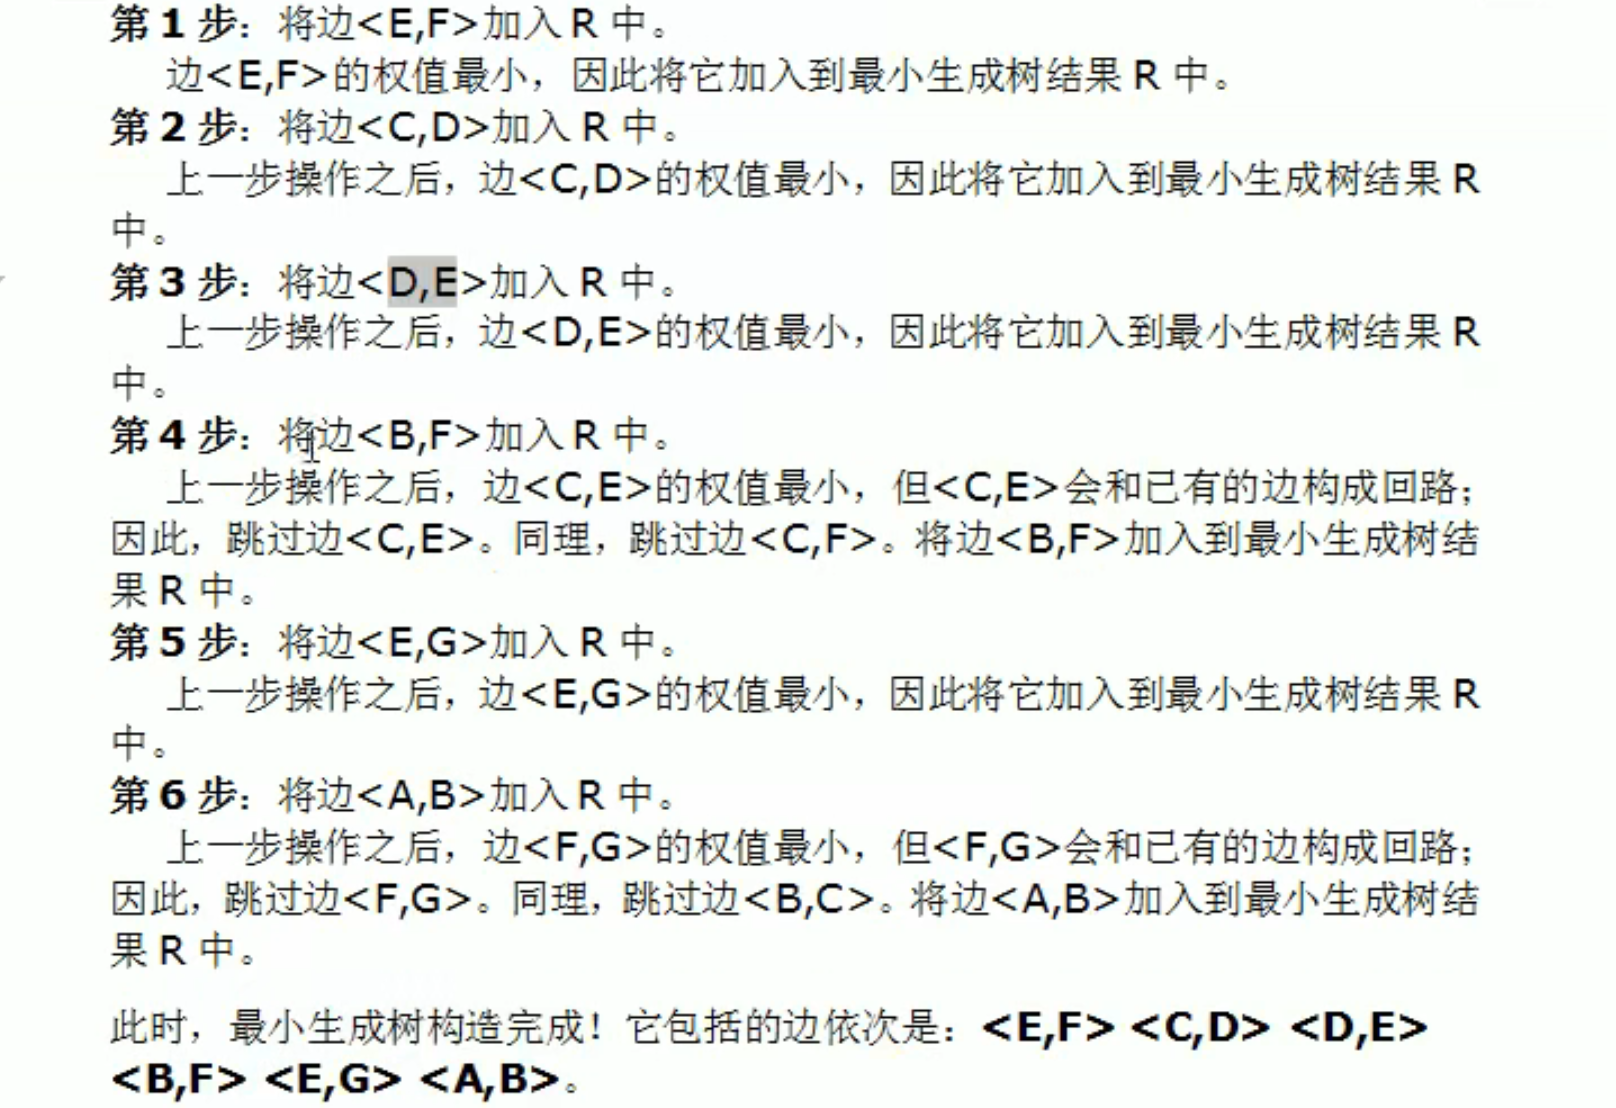 第 1 步：将边<E,F>加入 R 中。
边<E,F>的权值最小，因此将它加入到最小生成树结果 R 中。
第 2 步：将边<C,D>加入 R 中。
上一步操作之后，边<C,D>的权值最小，因此将它加入到最小生成树结果 R
中。
第 3 步：将边<D,E>加入 R 中。
上一步操作之后，边<D,E>的权值最小，因此将它加入到最小生成树结果 R
中。
第 4 步：将边<B,F>加入 R 中。
上一步操作之后，边<C,E>的权值最小，但<C,E>会和已有的边构成回路；
因此，跳过边<C,E>。同理，跳过边<C,F>。将边<B,F>加入到最小生成树结
果 R 中。
第 5 步：将边<E,G>加入 R 中。
上一步操作之后，边<E,G>的权值最小，因此将它加入到最小生成树结果 R
中。
第 6 步：将边<A,B>加入 R 中。
上一步操作之后，边<F,G>的权值最小，但<F,G>会和已有的边构成回路；
因此，跳过边<F,G>。同理，跳过边<B,C>。将边<A,B>加入到最小生成树结
果 R 中。
此时，最小生成树构造完成！它包括的边依次是：<E,F> <C,D> <D,E>
<B,F> <E,G> <A,B>。